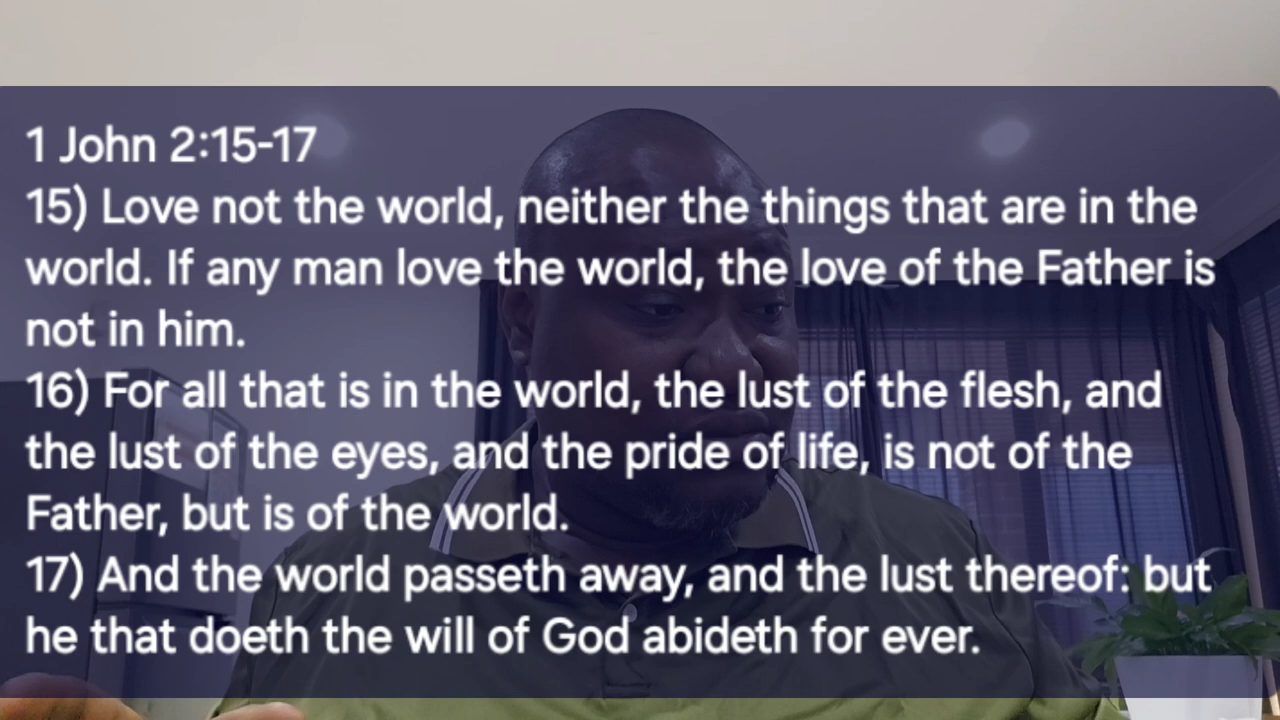 1 John 2:15-17
15) Love not the world, neither the things that are in the
world. If any man love the world, the love of the Father is
not in him.
16) For all that is in the world, the lust of the flesh, and
the lust of the eyes, and the pride of life, is not of the
Father, but is of the world.
17) And the world passeth away, and the lust thereof: but
he that doeth the will of God abideth for ever.